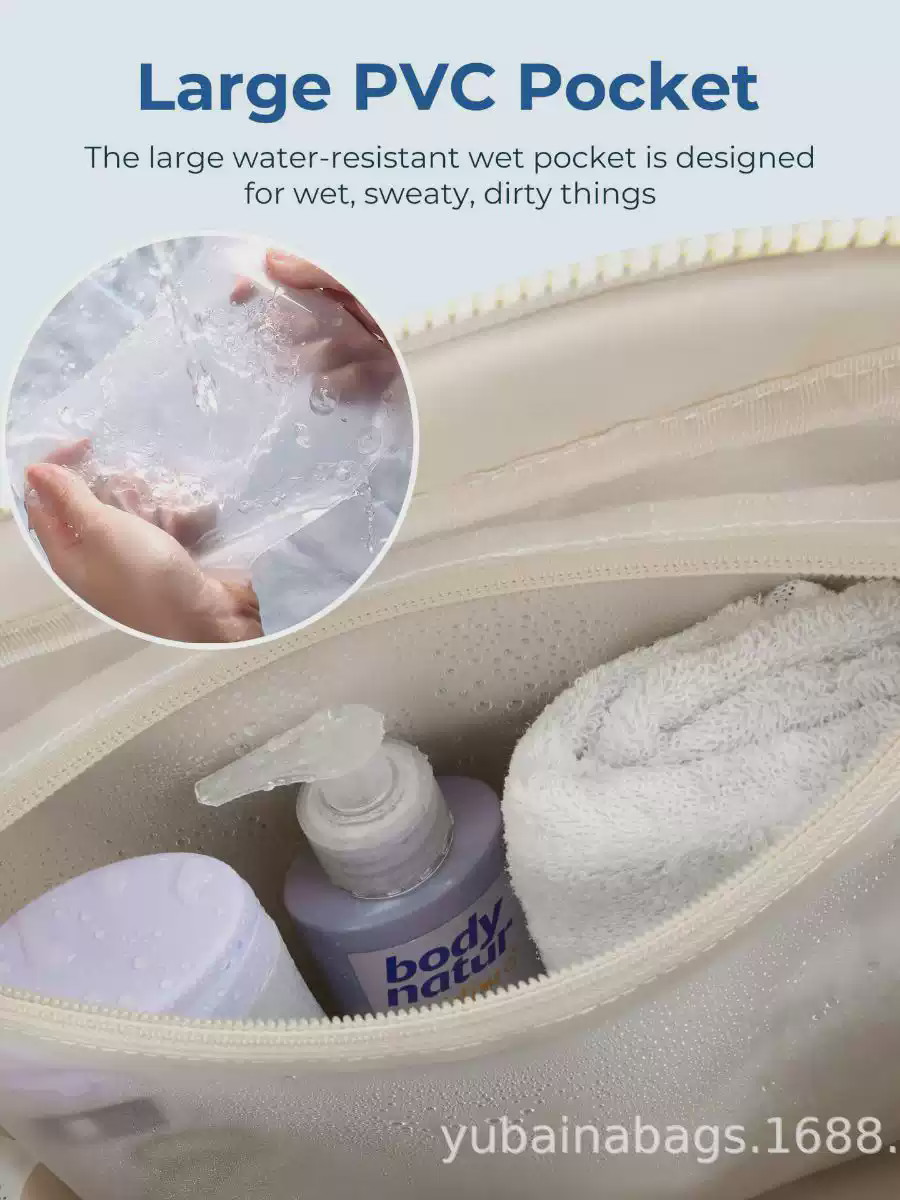 Large PVC Pocket
The large water-resistant wet pocket is designed
for wet, sweaty, dirty things
body
natur
yubainabags.1688.